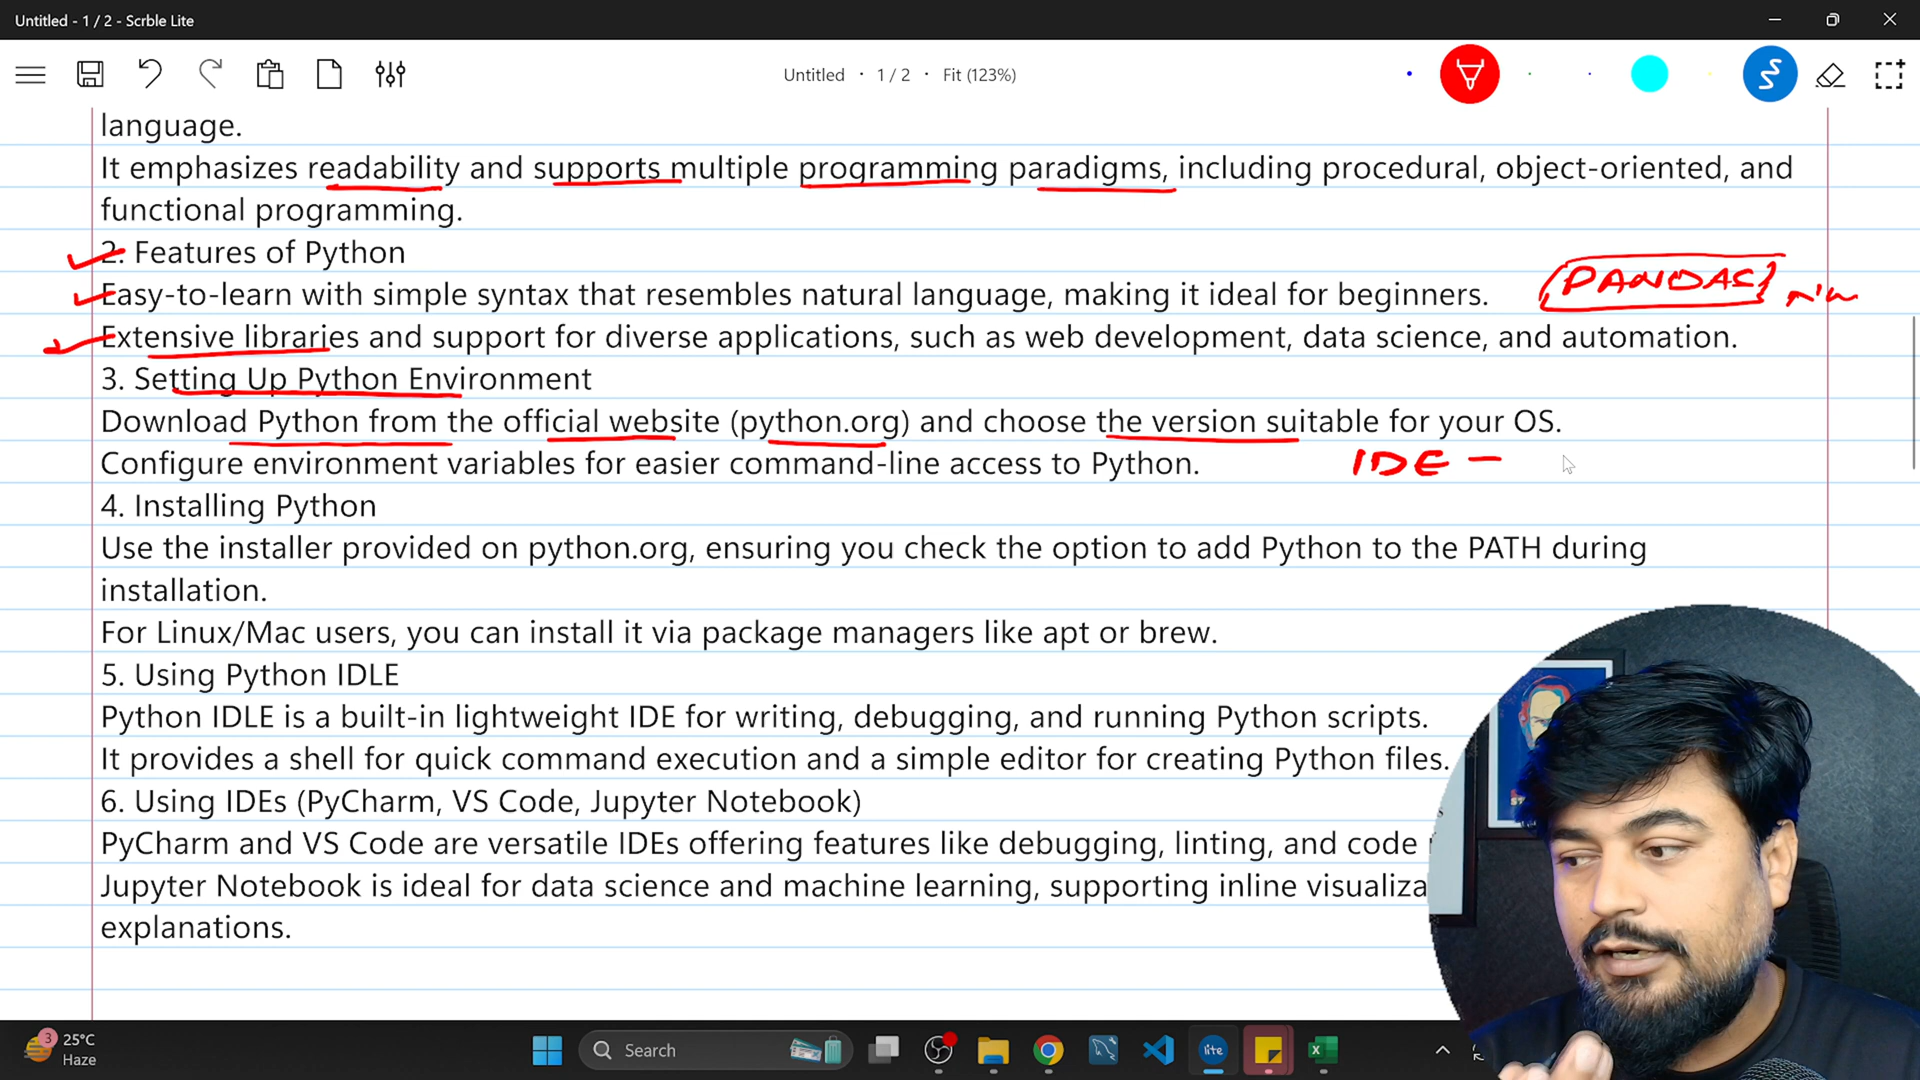 Untitled - 1 / 2 - Scrble Lite
Untitled • 1 / 2 • Fit (123%)
language.
It emphasizes readability and supports multiple programming paradigms, including procedural, object-oriented, and
functional programming.
2. Features of Python
PANDAS
Easy-to-learn with simple syntax that resembles natural language, making it ideal for beginners.
Extensive libraries and support for diverse applications, such as web development, data science, and automation.
3. Setting Up Python Environment
Download Python from the official website (python.org) and choose the version suitable for your OS.
Configure environment variables for easier command-line access to Python.
IDE -
4. Installing Python
Use the installer provided on python.org, ensuring you check the option to add Python to the PATH during
installation.
For Linux/Mac users, you can install it via package managers like apt or brew.
5. Using Python IDLE
Python IDLE is a built-in lightweight IDE for writing, debugging, and running Python scripts.
It provides a shell for quick command execution and a simple editor for creating Python files.
6. Using IDEs (PyCharm, VS Code, Jupyter Notebook)
PyCharm and VS Code are versatile IDEs offering features like debugging, linting, and code
Jupyter Notebook is ideal for data science and machine learning, supporting inline visualiza
explanations.
3
25°C
Haze
Search
lite